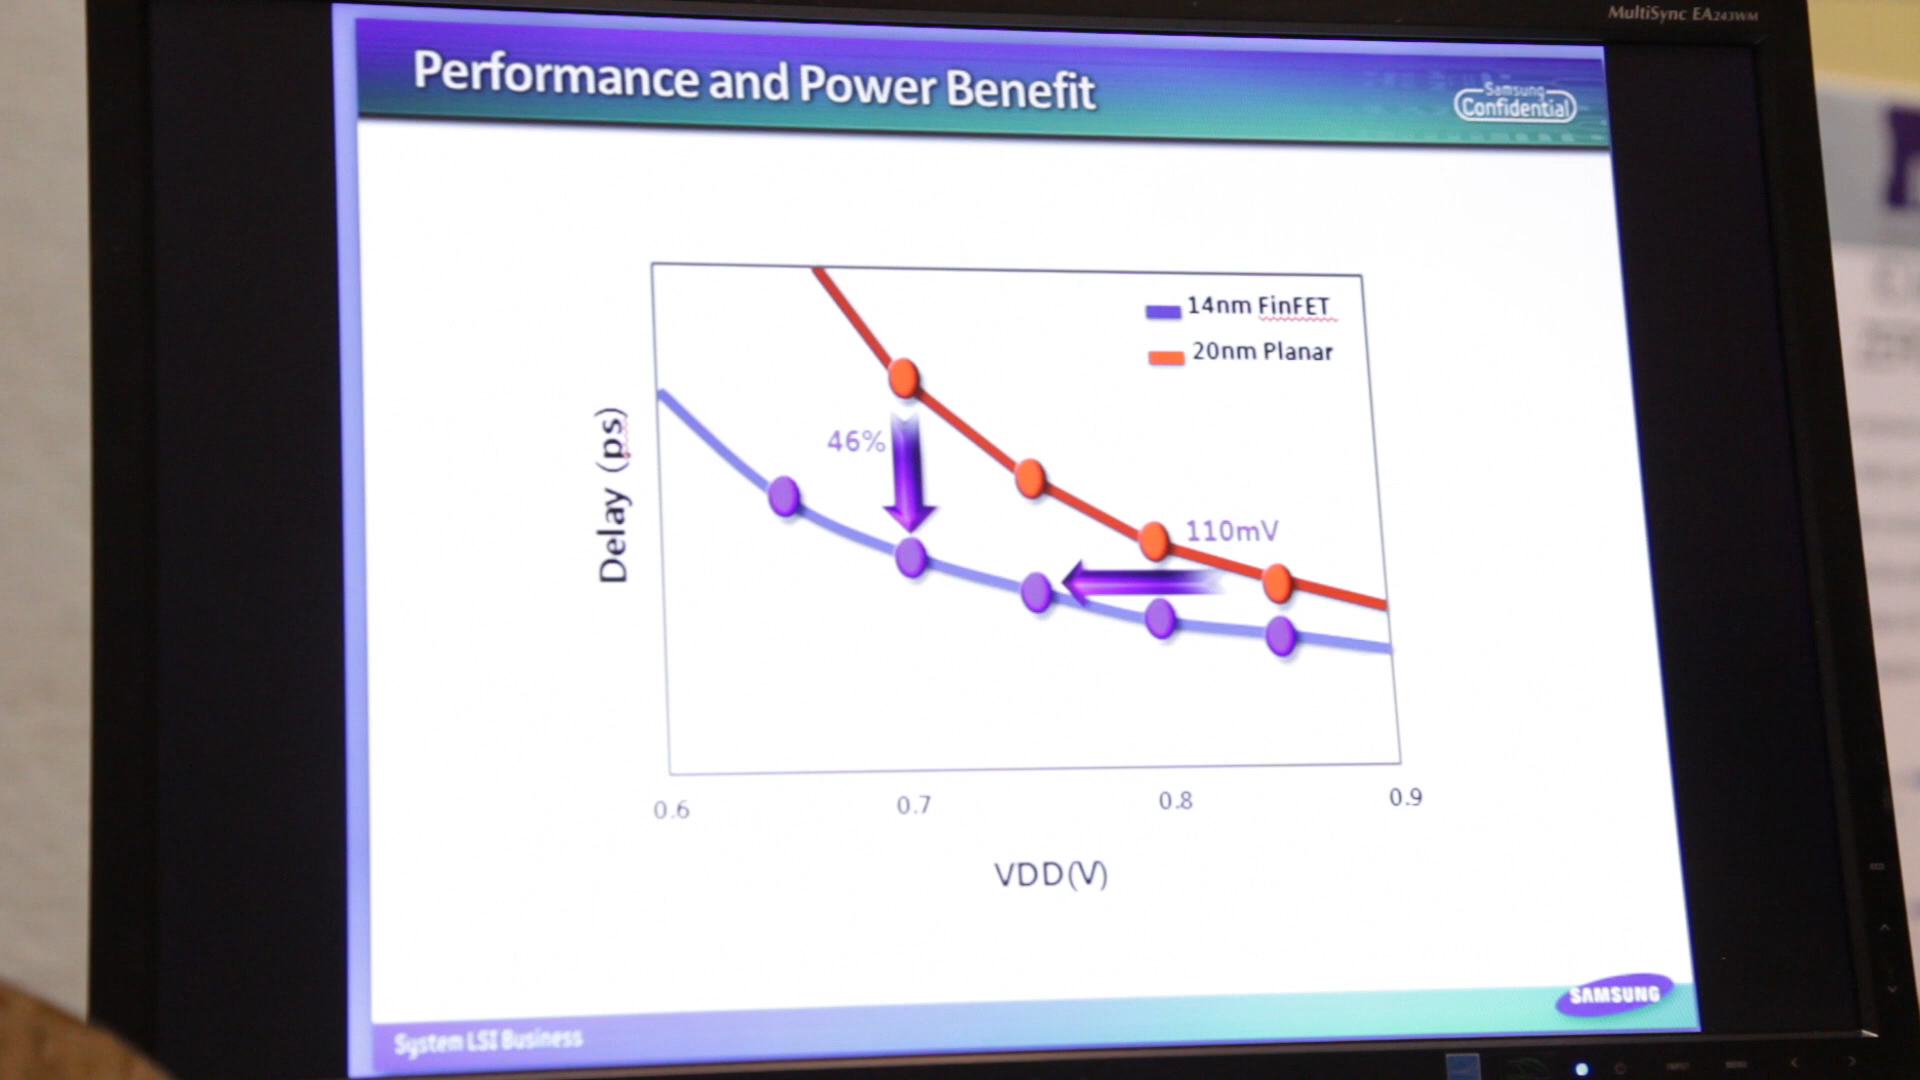 MultiSync EA243WM
Performance and Power Benefit
Samsung
Confidential
14nm FinFET
20nm Planar
46%
110mV
Delay (ps)
0.6 0.7 0.8 0.9
VDD(V)
SAMSUNG
System LSI Business